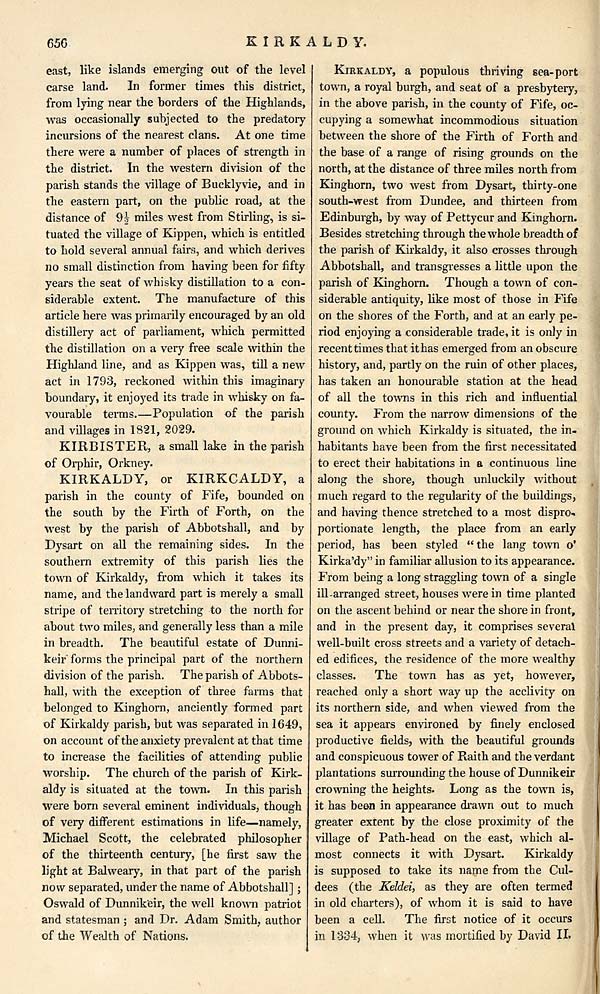 656
KIRKALDY.
east, like islands emerging out of the level
carse land. In former times this district,
from lying near the borders of the Highlands,
was occasionally subjected to the predatory
incursions of the nearest clans. At one time
there were a number of places of strength in
the district. In the western division of the
parish stands the village of Bucklyvie, and in
the eastern part, on the public road, at the
distance of 9½ miles west from Stirling, is si-
tuated the village of Kippen, which is entitled
to hold several annual fairs, and which derives
no small distinction from having been for fifty
years the seat of whisky distillation to a con-
siderable extent. The manufacture of this
article here was primarily encouraged by an old
distillery act of parliament, which permitted
the distillation on a very free scale within the
Highland line, and as Kippen was, till a new
act in 1793, reckoned within this imaginary
boundary, it enjoyed its trade in whisky on fa-
vourable terms.—Population of the parish
and villages in 1821, 2029.
KIRBISTER, a small lake in the parish
of Orphir, Orkney.
KIRKALDY, or KIRKCALDY, a
parish in the county of Fife, bounded on
the south by the Firth of Forth, on the
west by the parish of Abbotshall, and by
Dysart on all the remaining sides. In the
southern extremity of this parish lies the
town of Kirkaldy, from which it takes its
name, and the landward part is merely a small
stripe of territory stretching to the north for
about two miles, and generally less than a mile
in breadth. The beautiful estate of Dunni-
keir forms the principal part of the northern
division of the parish. The parish of Abbots-
hall, with the exception of three farms that
belonged to Kinghorn, anciently formed part
of Kirkaldy parish, but was separated in 1649,
on account of the anxiety prevalent at that time
to increase the facilities of attending public
worship. The church of the parish of Kirk-
aldy is situated at the town. In this parish
were born several eminent individuals, though
of very different estimations in life—namely,
Michael Scott, the celebrated philosopher
of the thirteenth century, [he first saw the
light at Balweary, in that part of the parish
now separated, under the name of Abbotshall] ;
Oswald of Dunnikeir, the well known patriot
and statesman ; and Dr. Adam Smith, author
of the Wealth of Nations.
KIRKALDY, a populous thriving sea-port
town, a royal burgh, and seat of a presbytery,
in the above parish, in the county of Fife, oc-
cupying a somewhat incommodious situation
between the shore of the Firth of Forth and
the base of a range of rising grounds on the
north, at the distance of three miles north from
Kinghorn, two west from Dysart, thirty-one
south-west from Dundee, and thirteen from
Edinburgh, by way of Pettycur and Kinghorn.
Besides stretching through the whole breadth of
the parish of Kirkaldy, it also crosses through
Abbotshall, and transgresses a little upon the
parish of Kinghorn. Though a town of con-
siderable antiquity, like most of those in Fife
on the shores of the Forth, and at an early pe-
riod enjoying a considerable trade, it is only in
recent times that it has emerged from an obscure
history, and, partly on the ruin of other places,
has taken an honourable station at the head
of all the towns in this rich and influential
county. From the narrow dimensions of the
ground on which Kirkaldy is situated, the in-
habitants have been from the first necessitated
to erect their habitations in a continuous line
along the shore, though unluckily without
much regard to the regularity of the buildings,
and having thence stretched to a most dispro-
portionate length, the place from an early
period, has been styled "the lang town o'
Kirka'dy" in familiar allusion to its appearance.
From being a long straggling town of a single
ill-arranged street, houses were in time planted
on the ascent behind or near the shore in front,
and in the present day, it comprises several
well-built cross streets and a variety of detach-
ed edifices, the residence of the more wealthy
classes. The town has as yet, however,
reached only a short way up the acclivity on
its northern side, and when viewed from the
sea it appears environed by finely enclosed
productive fields, with the beautiful grounds
and conspicuous tower of Raith and the verdant
plantations surrounding the house of Dunnikeir
crowning the heights. Long as the town is,
it has been in appearance drawn out to much
greater extent by the close proximity of the
village of Path-head on the east, which al-
most connects it with Dysart. Kirkaldy
is supposed to take its name from the Cul-
dees (the Keldei, as they are often termed
in old charters), of whom it is said to have
been a cell. The first notice of it occurs
in 1334, when it was mortified by David II.